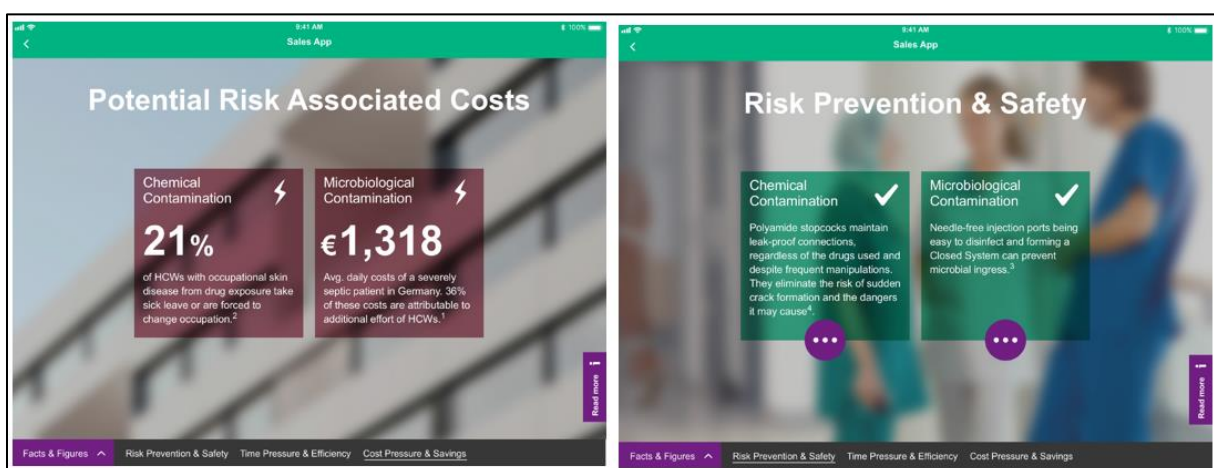 9:41 AM
100%
Sales App
Potential Risk Associated Costs
Chemical
Contamination
21%
of HCWs with occupational skin
disease from drug exposure take
sick leave or are forced to
change occupation.2
Microbiological
Contamination
€1,318
Avg. daily costs of a severely
septic patient in Germany. 36%
of these costs are attributable to
additional effort of HCWs.1
Read more
Facts & Figures Risk Prevention & Safety Time Pressure & Efficiency Cost Pressure & Savings
9:41 AM
100%
Sales App
Risk Prevention & Safety
Chemical
Contamination
Polyamide stopcocks maintain
leak-proof connections,
regardless of the drugs used and
despite frequent manipulations.
They eliminate the risk of sudden
crack formation and the dangers
it may cause4.
Microbiological
Contamination
Needle-free injection ports being
easy to disinfect and forming a
Closed System can prevent
microbial ingress.3
Read more
Facts & Figures Risk Prevention & Safety Time Pressure & Efficiency Cost Pressure & Savings